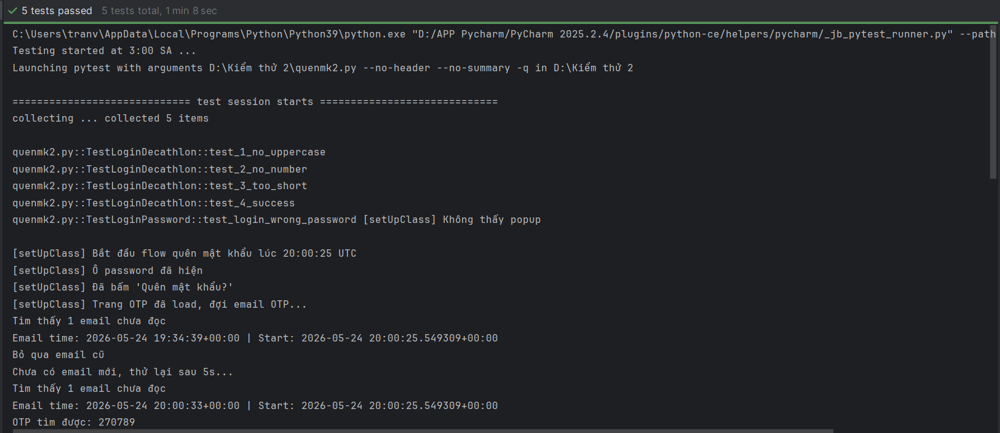 5 tests passed 5 tests total, 1 min 8 sec
C:\Users\tranv\AppData\Local\Programs\Python\Python39\python.exe "D:/APP Pycharm/PyCharm 2025.2.4/plugins/python-ce/helpers/pycharm/_jb_pytest_runner.py" --path
Testing started at 3:00 SA ...
Launching pytest with arguments D:\Kiểm thử 2\quenmk2.py --no-header --no-summary -q in D:\Kiểm thử 2
============================= test session starts =============================
collecting ... collected 5 items
quenmk2.py::TestLoginDecathlon::test_1_no_uppercase
quenmk2.py::TestLoginDecathlon::test_2_no_number
quenmk2.py::TestLoginDecathlon::test_3_too_short
quenmk2.py::TestLoginDecathlon::test_4_success
quenmk2.py::TestLoginPassword::test_login_wrong_password [setUpClass] Không thấy popup
[setUpClass] Bắt đầu flow quên mật khẩu lúc 20:00:25 UTC
[setUpClass] Ô password đã hiện
[setUpClass] Đã bấm 'Quên mật khẩu?'
[setUpClass] Trang OTP đã load, đợi email OTP...
Tìm thấy 1 email chưa đọc
Email time: 2026-05-24 19:34:39+00:00 | Start: 2026-05-24 20:00:25.549309+00:00
Bỏ qua email cũ
Chưa có email mới, thử lại sau 5s...
Tìm thấy 1 email chưa đọc
Email time: 2026-05-24 20:00:33+00:00 | Start: 2026-05-24 20:00:25.549309+00:00
OTP tìm được: 270789